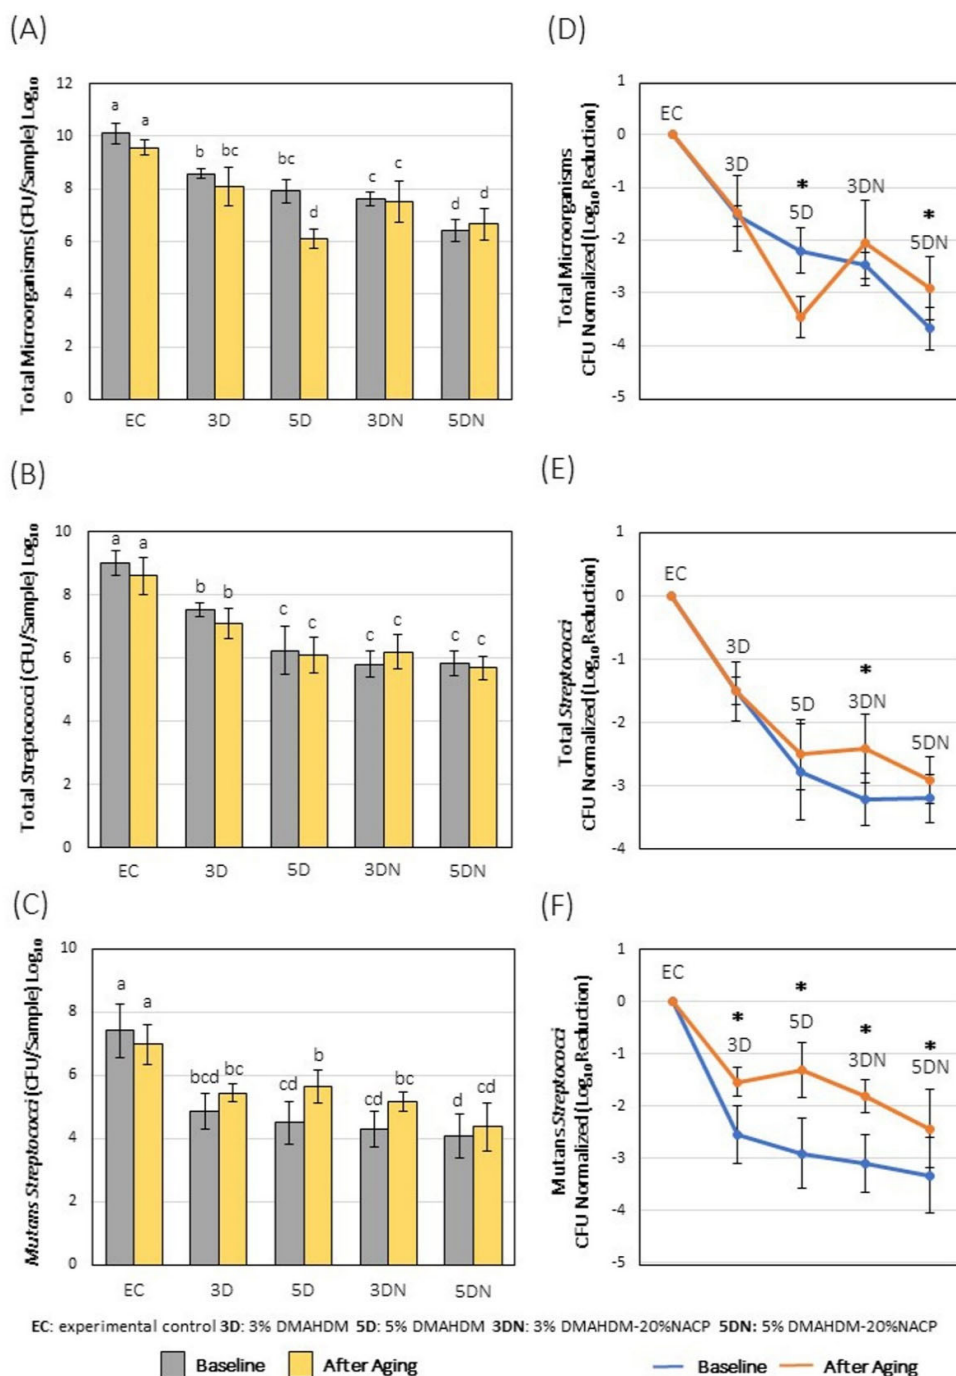 (A)
Total Microorganisms (CFU/Sample) Log10
12
10
8
6
4
2
0
a
a
b
bc
bc
d
c
c
d
d
EC 3D 5D 3DN 5DN
(D)
Total Microorganisms
CFU Normalized (Log10 Reduction)
1
0
-1
-2
-3
-4
-5
EC
3D
*
5D
3DN
*
5DN
(B)
Total Streptococci (CFU/Sample) Log10
10
8
6
4
2
0
a
a
b
b
c
c
c
c
c
c
EC 3D 5D 3DN 5DN
(E)
Total Streptococci
CFU Normalized (Log10 Reduction)
1
0
-1
-2
-3
-4
EC
3D
5D
*
3DN
5DN
(C)
Mutans Streptococci (CFU/Sample) Log10
10
8
6
4
2
0
a
a
bcd
bc
cd
b
cd
bc
d
cd
EC 3D 5D 3DN 5DN
(F)
Mutans Streptococci
CFU Normalized (Log10 Reduction)
1
0
-1
-2
-3
-4
-5
EC
*
3D
*
5D
*
3DN
*
5DN
EC: experimental control 3D: 3% DMAHDM 5D: 5% DMAHDM 3DN: 3% DMAHDM-20%NACP 5DN: 5% DMAHDM-20%NACP
Baseline After Aging Baseline After Aging